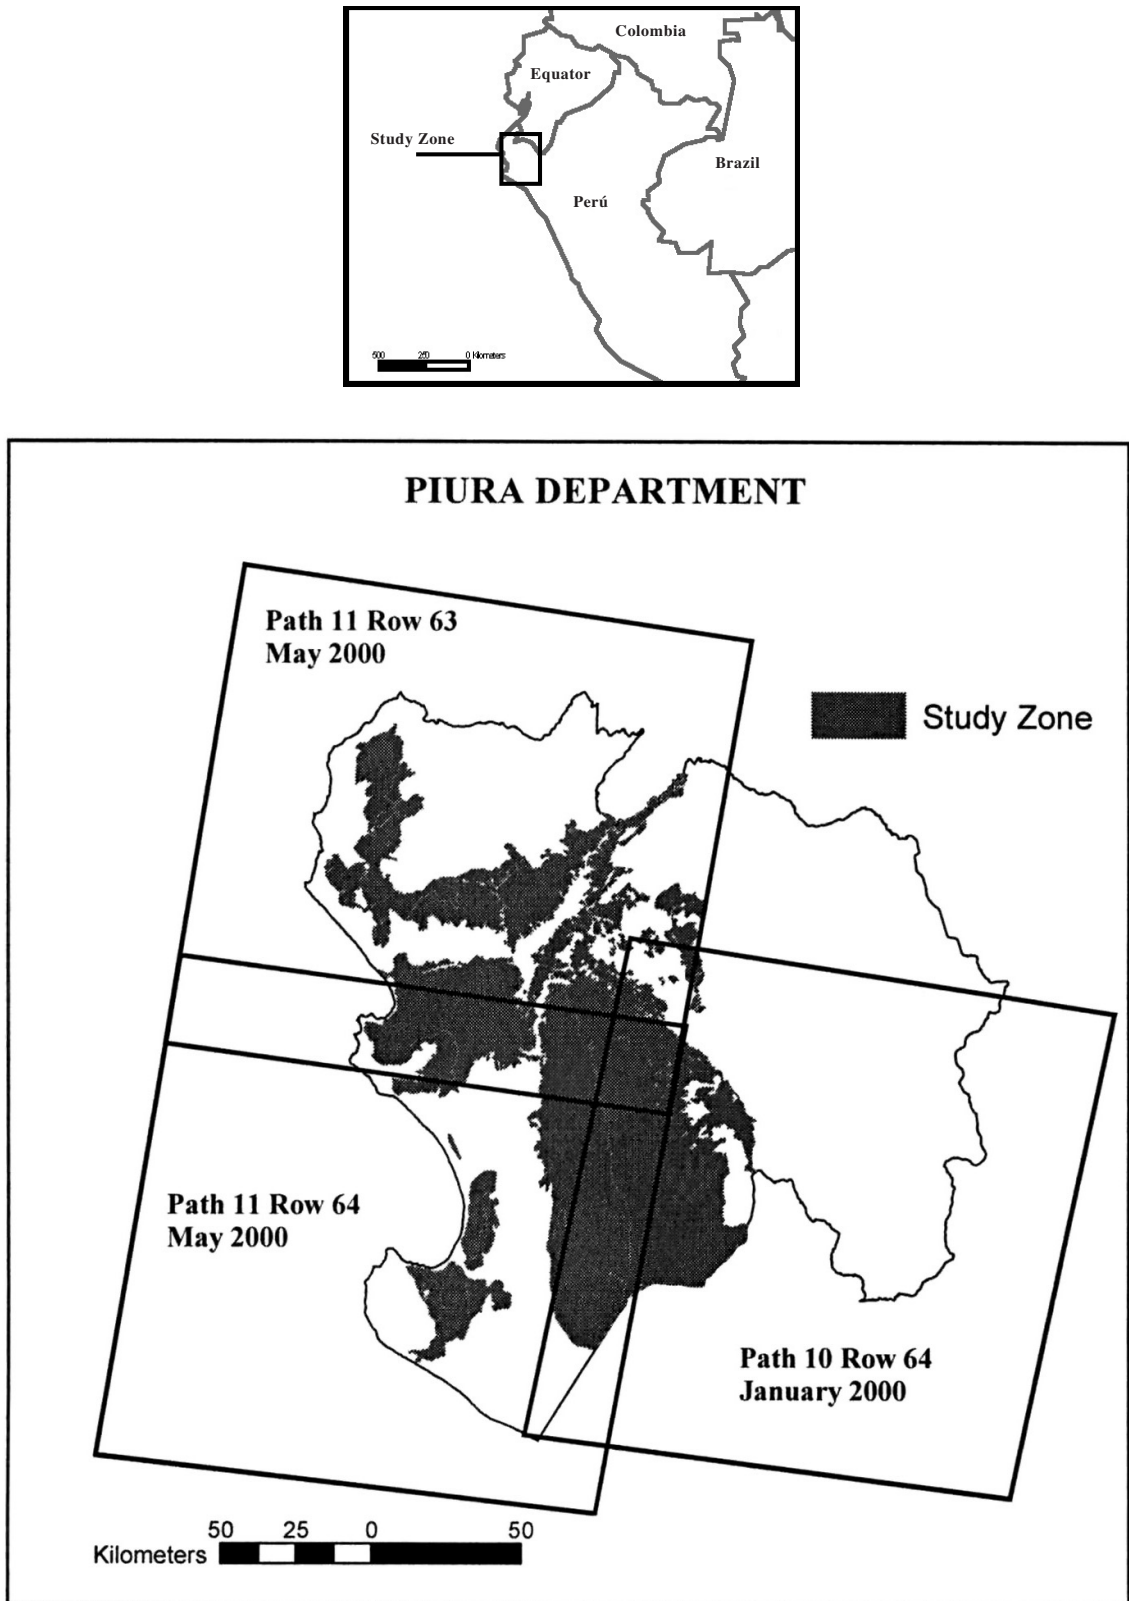 Colombia
Equator
Study Zone
Brazil
Perú
500 250 0 Kilometers
PIURA DEPARTMENT
Path 11 Row 63
May 2000
Study Zone
Path 11 Row 64
May 2000
Path 10 Row 64
January 2000
50 25 0 50
Kilometers